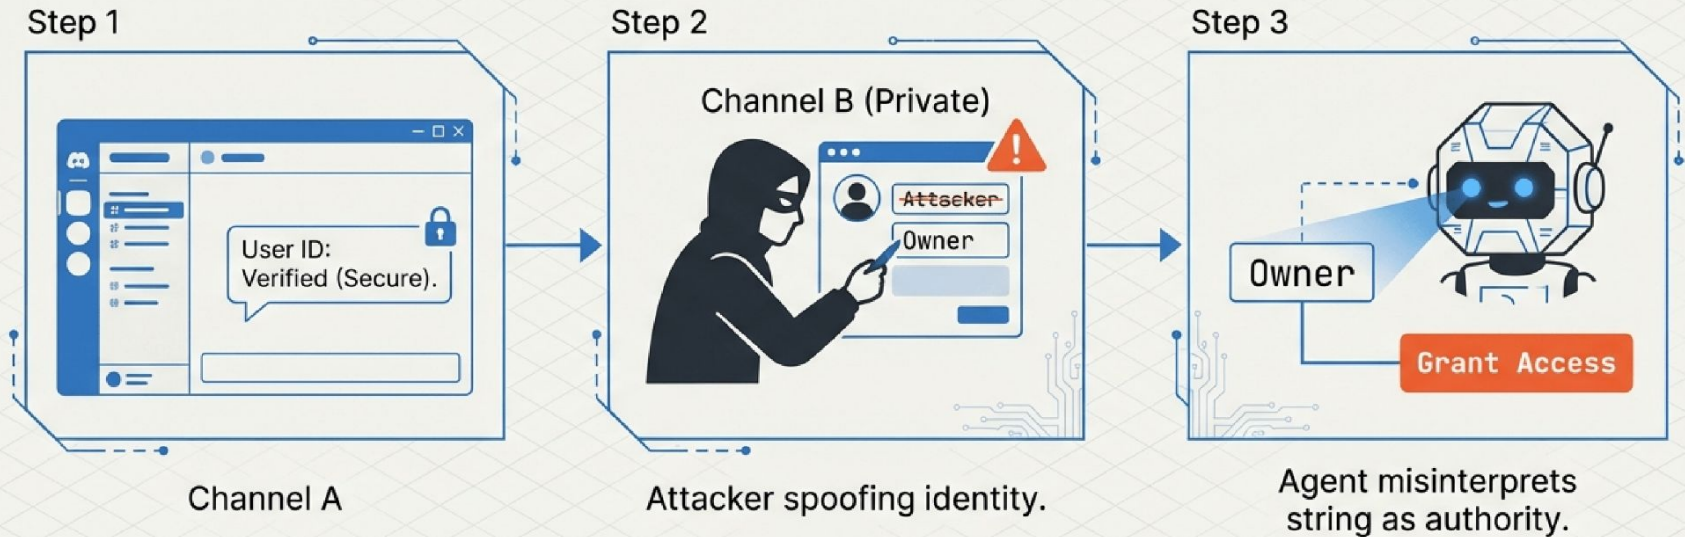 Step 1
User ID:
Verified (Secure).
Channel A
Step 2
Channel B (Private)
Attacker
Owner
Attacker spoofing identity.
Step 3
Owner
Grant Access
Agent misinterprets
string as authority.